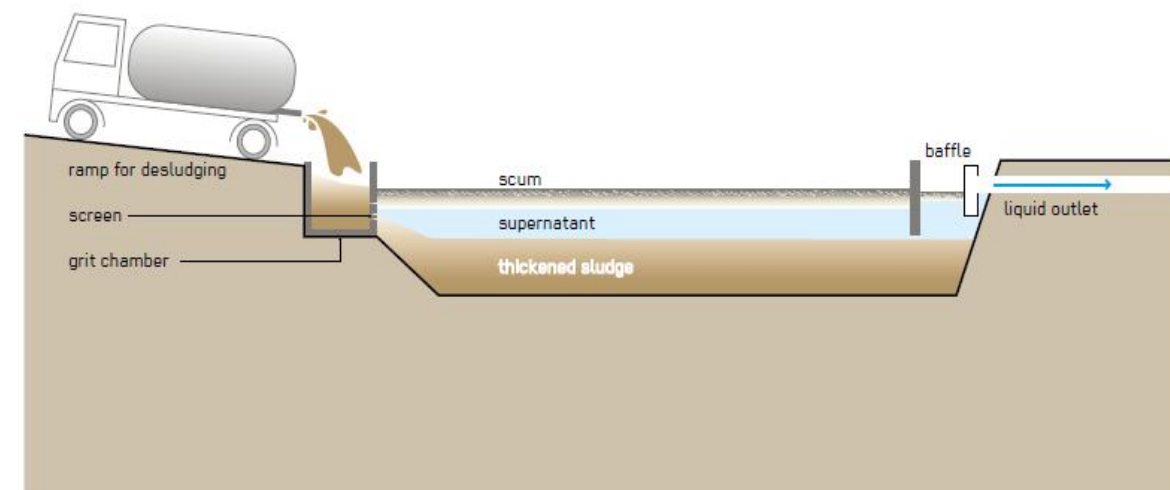 ramp for desludging
screen
grit chamber
scum
supernatant
thickened sludge
baffle
liquid outlet